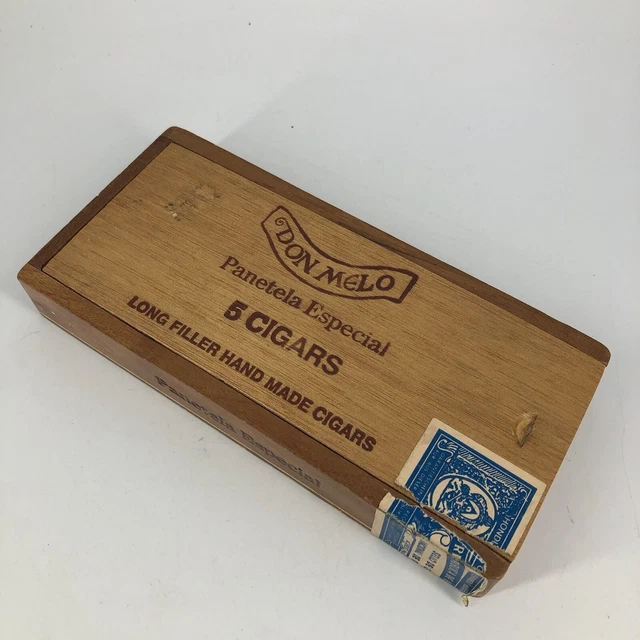 DON MELO
Panetela Especial
5 CIGARS
LONG FILLER HAND MADE CIGARS
Panetela Especial